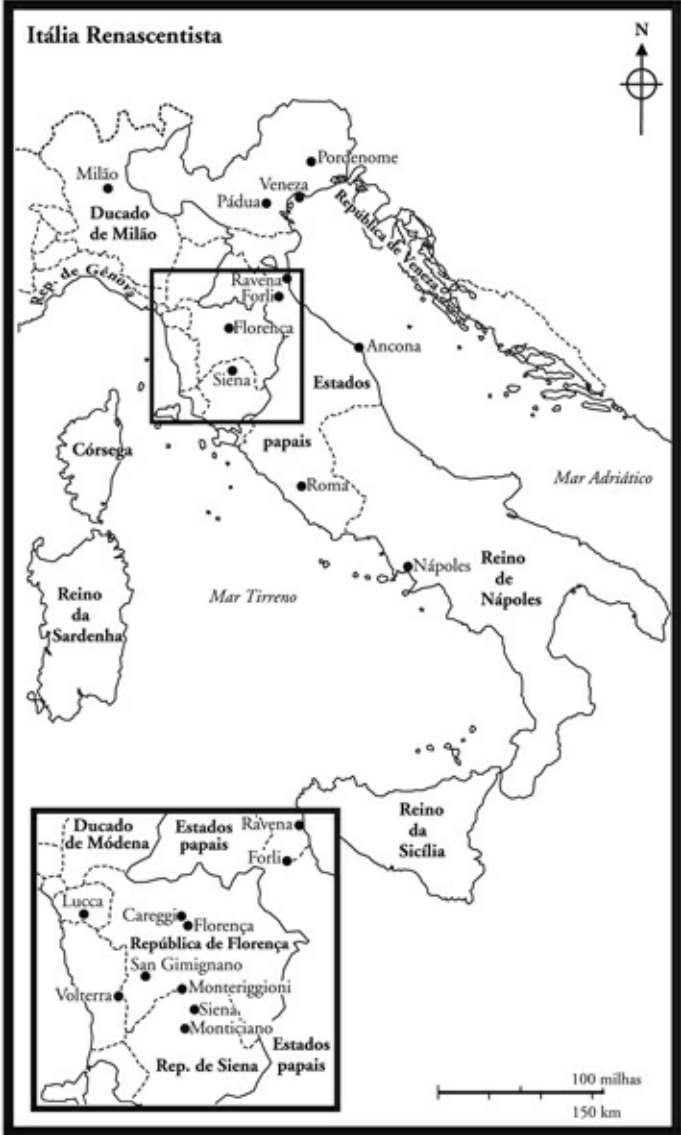 Itália Renascentista
N
Pordenome
Milão
Veneza
Pádua
Ducado
de Milão
República de Veneza
Rep. de Gênova
Ravena
Forli
Florença
Ancona
Siena
Estados
papais
Córsega
Roma
Mar Adriático
Nápoles
Reino
de
Nápoles
Mar Tirreno
Reino
da
Sardenha
Reino
da
Sicília
Ducado
de Módena
Estados
papais
Ravena
Forli
Lucca
Careggi
Florença
República de Florença
San Gimignano
Monteriggioni
Volterra
Siena
Monticiano
Rep. de Siena
Estados
papais
100 milhas
150 km